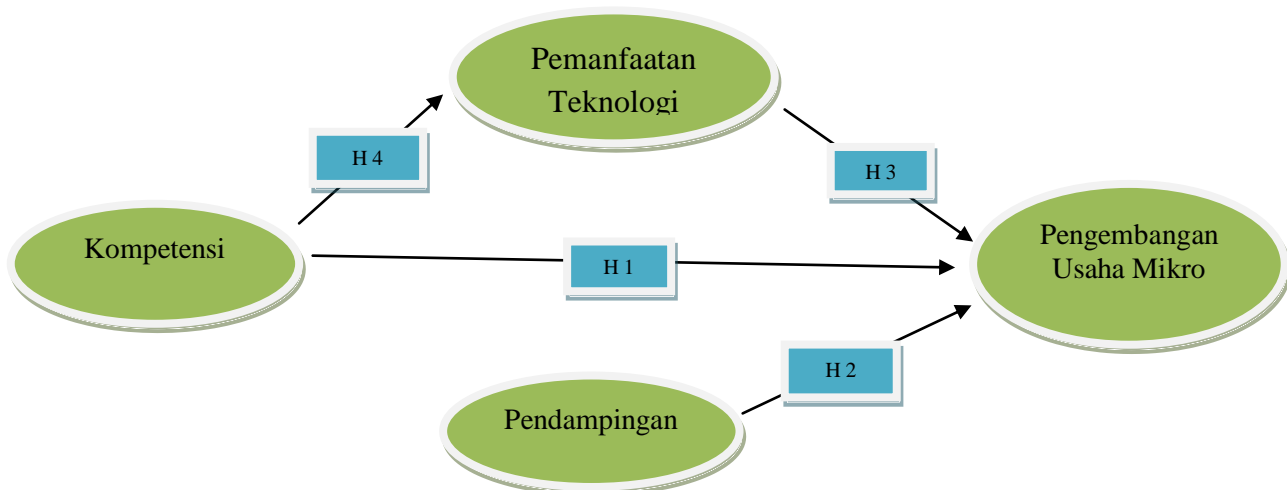 Pemanfaatan
Teknologi
H 4
H 3
Kompetensi
Pengembangan
Usaha Mikro
H 1
H 2
Pendampingan